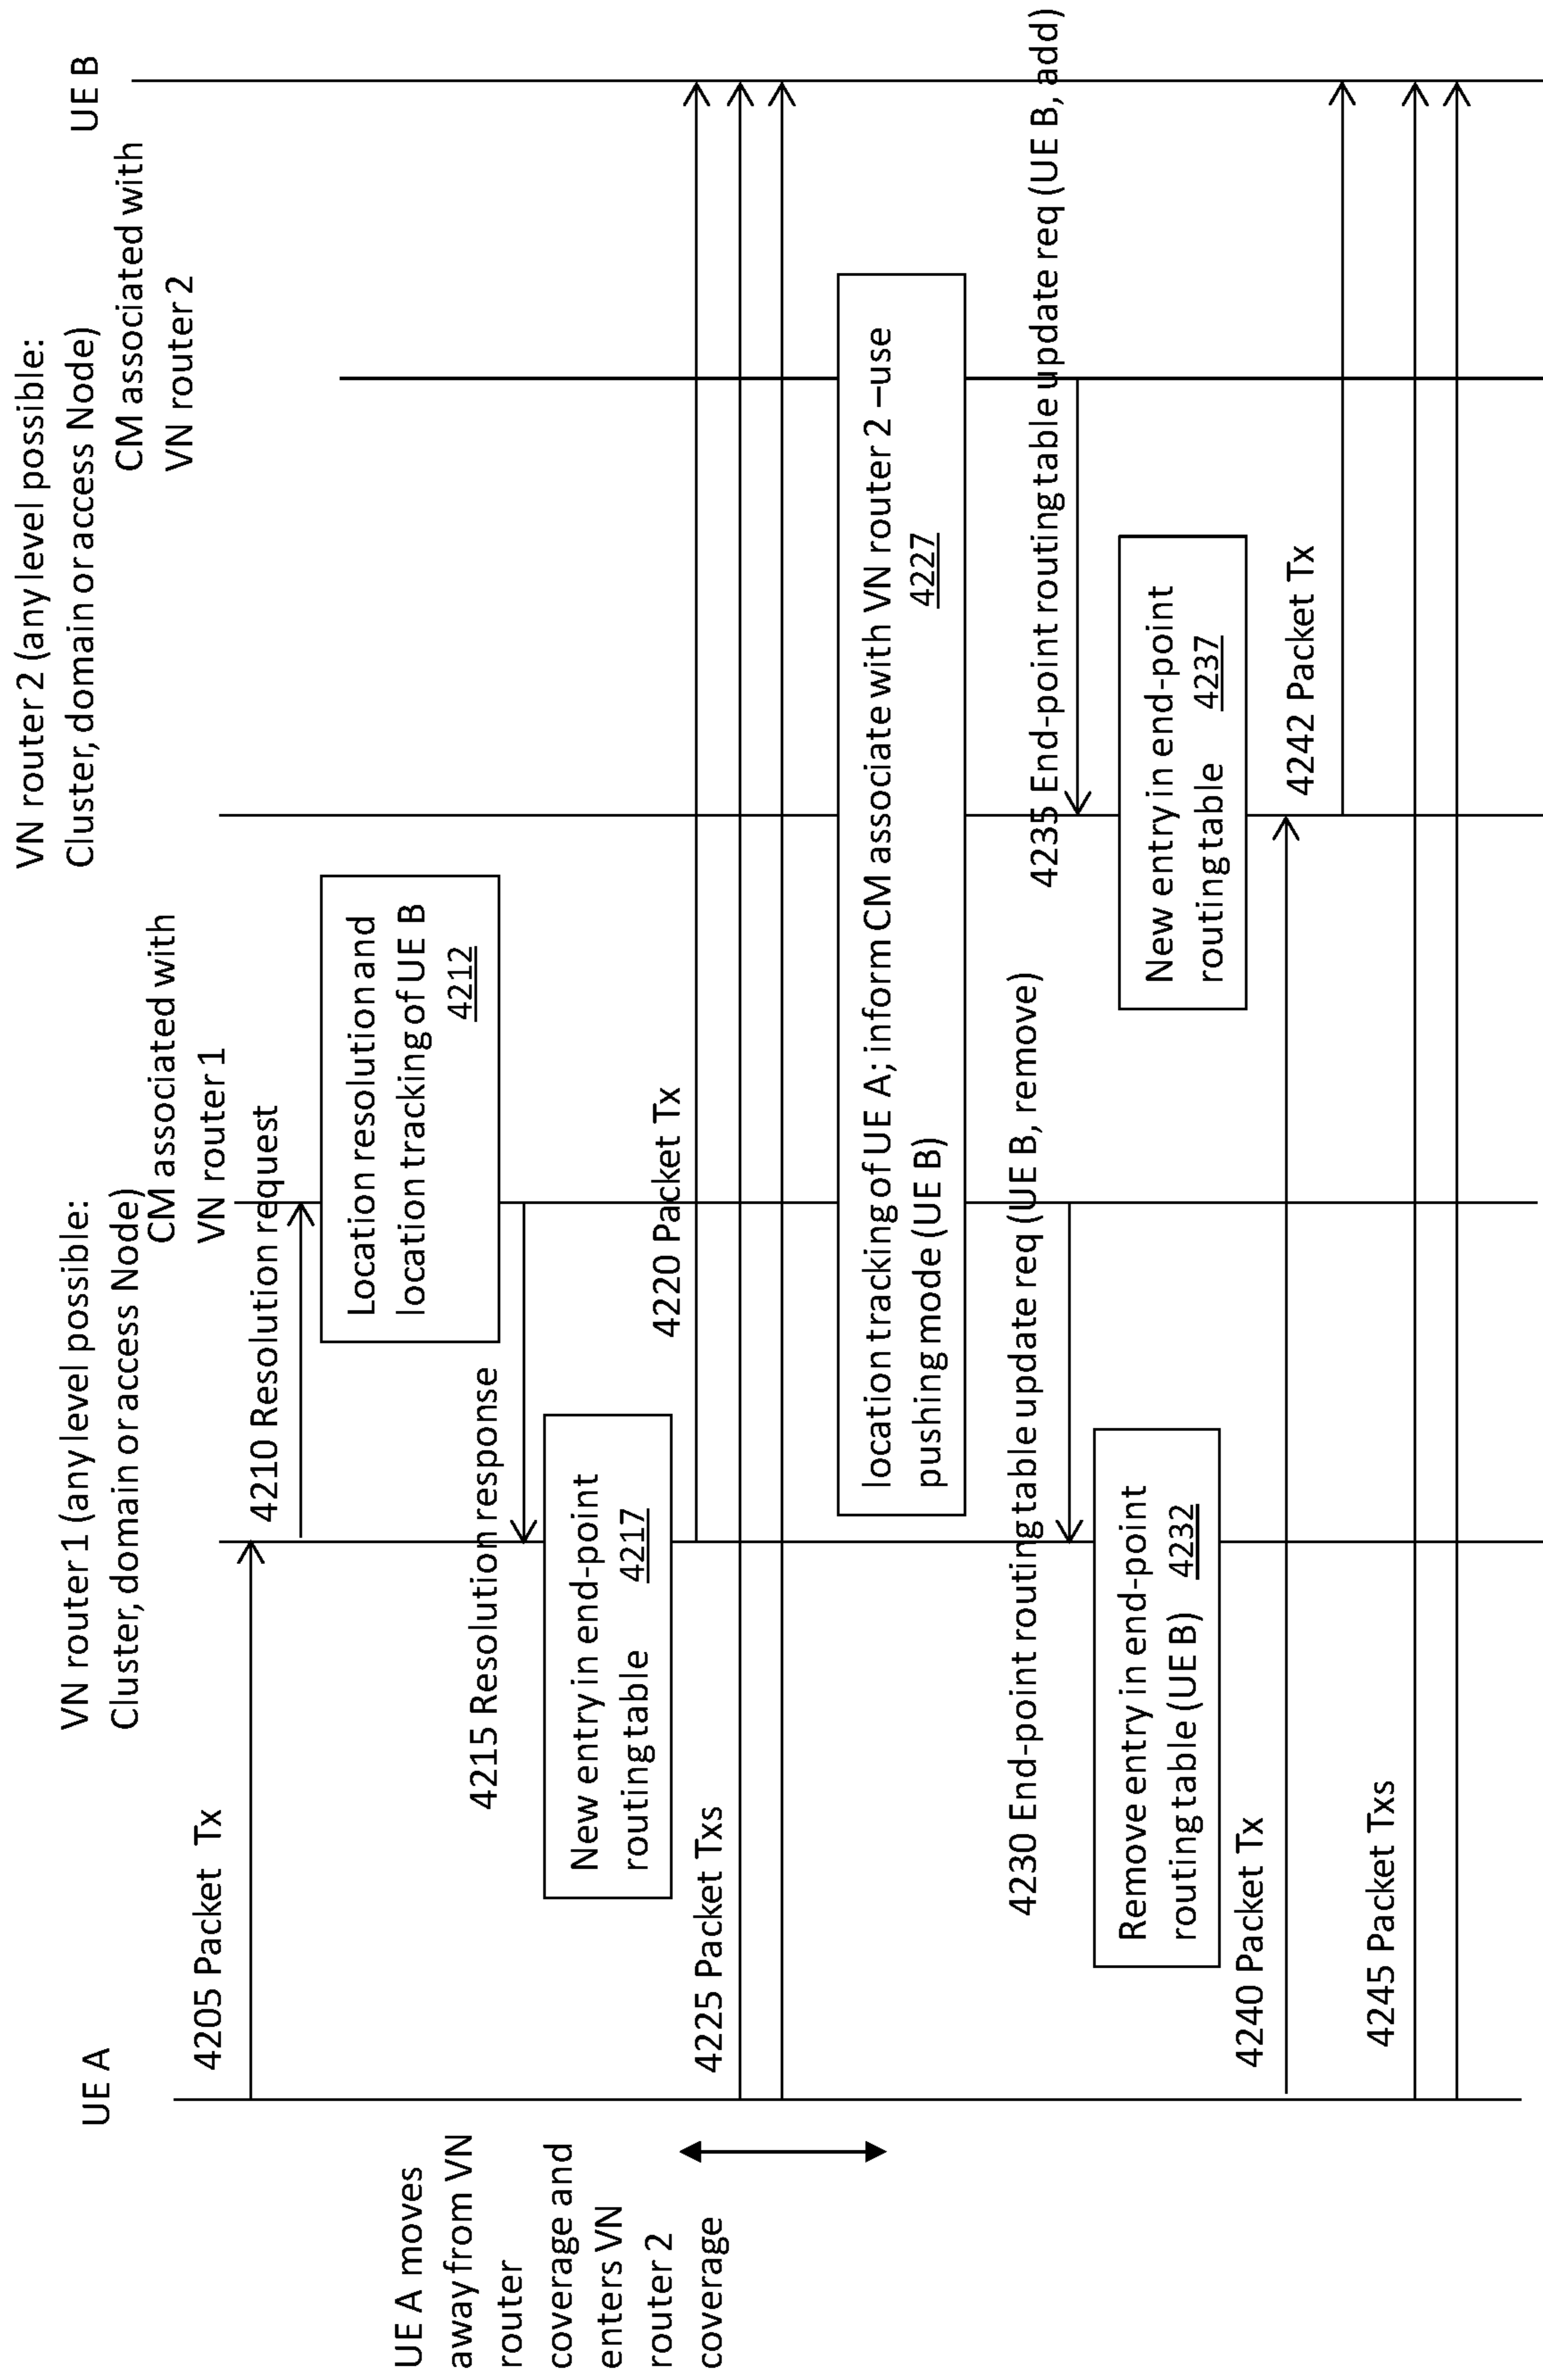 UE A
VN router 1 (any level possible:
Cluster, domain or access Node)
CM associated with
VN router 1
VN router 2 (any level possible:
Cluster, domain or access Node)
CM associated with
VN router 2
UE B
4205 Packet Tx
4210 Resolution request
Location resolution and
location tracking of UE B
4212
4215 Resolution response
New entry in end-point
routing table 4217
4220 Packet Tx
UE A moves
away from VN
router
coverage and
enters VN
router 2
coverage
4225 Packet Txs
location tracking of UE A; inform CM associate with VN router 2 –use
pushing mode (UE B) 4227
4230 End-point routing table update req (UE B, remove)
4235 End-point routing table update req (UE B, add)
Remove entry in end-point
routing table (UE B) 4232
New entry in end-point
routing table 4237
4240 Packet Tx
4242 Packet Tx
4245 Packet Txs